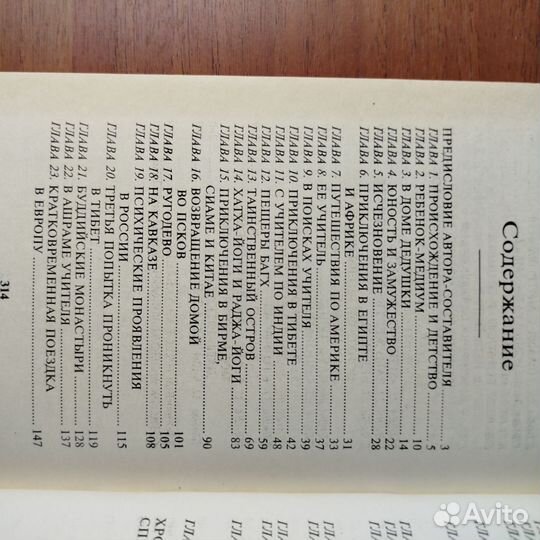 Содержание
ПРЕДИСЛОВИЕ АВТОРА-СОСТАВИТЕЛЯ 3
ГЛАВА 1. ПРОИСХОЖДЕНИЕ И ДЕТСТВО 5
ГЛАВА 2. РЕБЕНОК-МЕДИУМ 10
ГЛАВА 3. В ДОМЕ ДЕДУШКИ 14
ГЛАВА 4. ЮНОСТЬ И ЗАМУЖЕСТВО 22
ГЛАВА 5. ИСЧЕЗНОВЕНИЕ 28
ГЛАВА 6. ПРИКЛЮЧЕНИЯ В ЕГИПТЕ
И АФРИКЕ 31
ГЛАВА 7. ПУТЕШЕСТВИЯ ПО АМЕРИКЕ 33
ГЛАВА 8. ЕЕ УЧИТЕЛЬ 37
ГЛАВА 9. В ПОИСКАХ УЧИТЕЛЯ 39
ГЛАВА 10. ПРИКЛЮЧЕНИЯ В ТИБЕТЕ 42
ГЛАВА 11. С УЧИТЕЛЕМ ПО ИНДИИ 48
ГЛАВА 12. ПЕЩЕРЫ БАГХ 59
ГЛАВА 13. ТАИНСТВЕННЫЙ ОСТРОВ 69
ГЛАВА 14. ХАТХА-ЙОГИ И РАДЖА-ЙОГИ 83
ГЛАВА 15. ПРИКЛЮЧЕНИЯ В БИРМЕ,
СИАМЕ И КИТАЕ 90
ГЛАВА 16. ВОЗВРАЩЕНИЕ ДОМОЙ
ВО ПСКОВ 101
ГЛАВА 17. РУГОДЕВО 105
ГЛАВА 18. НА КАВКАЗЕ 108
ГЛАВА 19. ПСИХИЧЕСКИЕ ПРОЯВЛЕНИЯ
В РОССИИ 115
ГЛАВА 20. ТРЕТЬЯ ПОПЫТКА ПРОНИКНУТЬ
В ТИБЕТ 119
ГЛАВА 21. БУДДИЙСКИЕ МОНАСТЫРИ 128
ГЛАВА 22. В АШРАМЕ УЧИТЕЛЯ 137
ГЛАВА 23. КРАТКОВРЕМЕННАЯ ПОЕЗДКА
В ЕВРОПУ 147
314
ХРО
СП
Avito